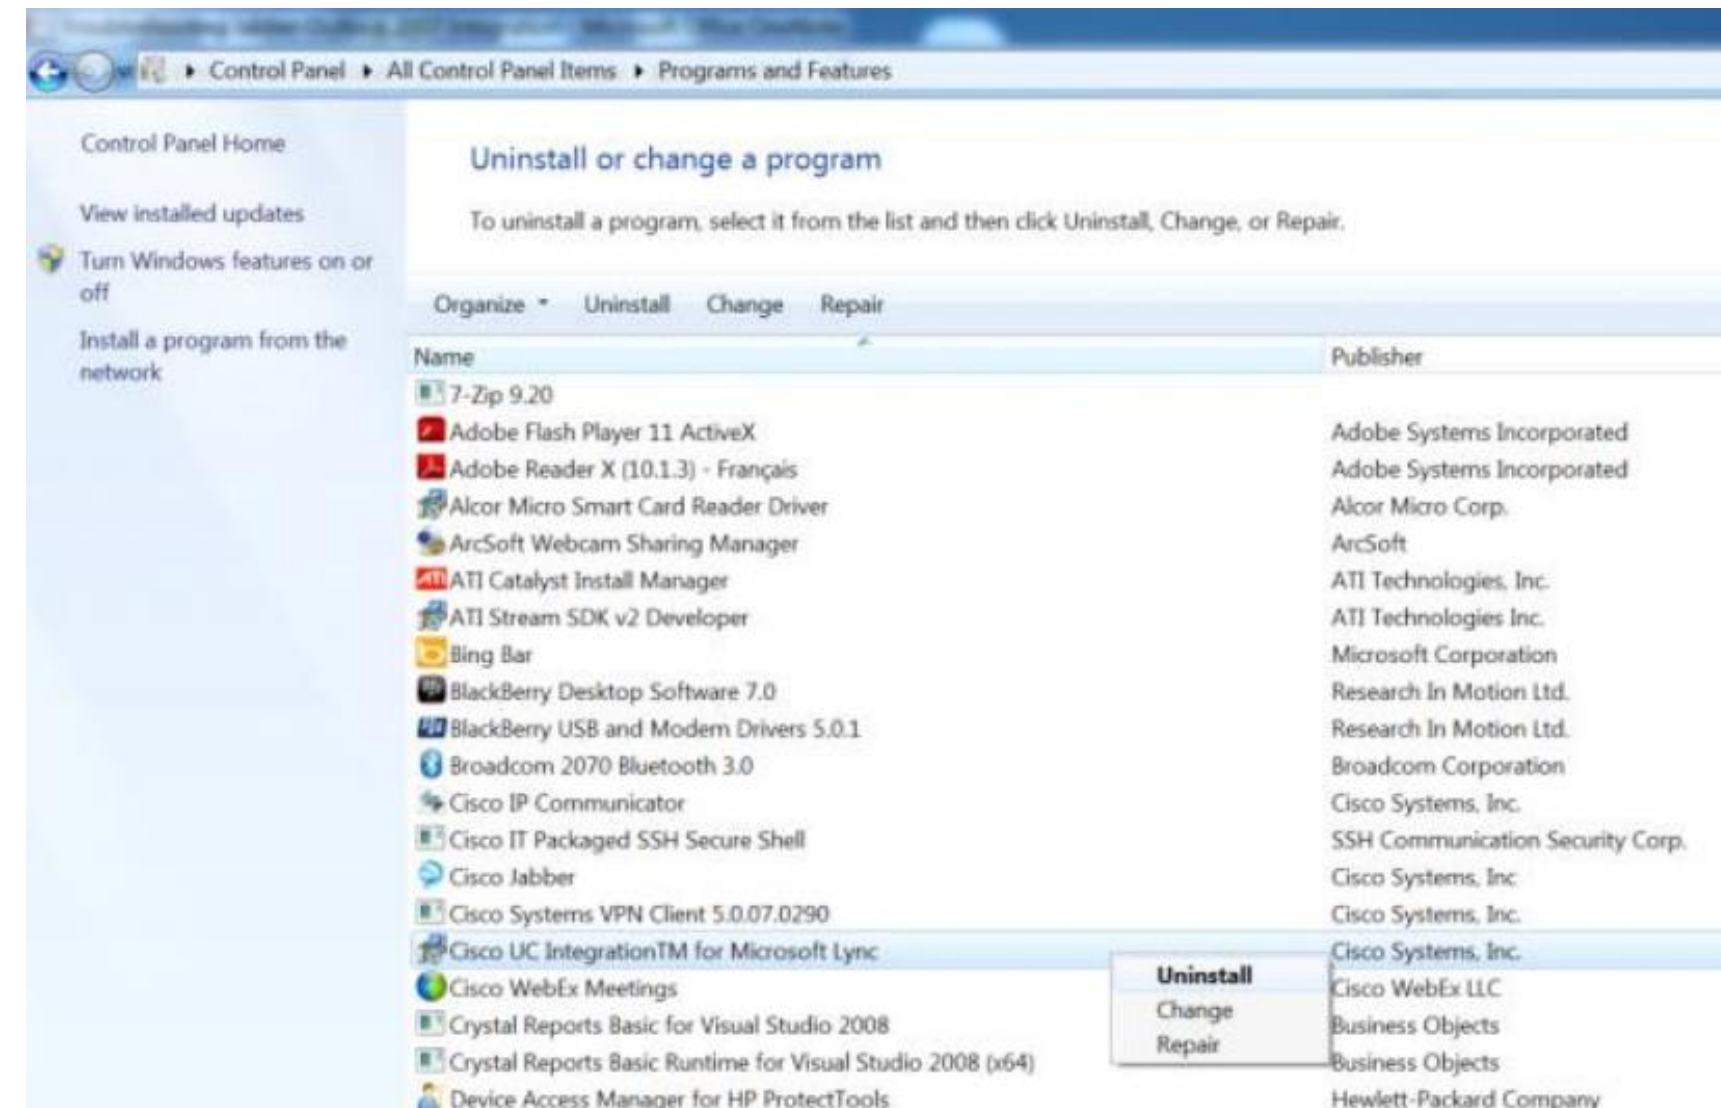 Control Panel ▸ All Control Panel Items ▸ Programs and Features
Control Panel Home
View installed updates
Turn Windows features on or
off
Install a program from the
network
Uninstall or change a program
To uninstall a program, select it from the list and then click Uninstall, Change, or Repair.
Organize Uninstall Change Repair
Name Publisher
7-Zip 9.20
Adobe Flash Player 11 ActiveX Adobe Systems Incorporated
Adobe Reader X (10.1.3) - Français Adobe Systems Incorporated
Alcor Micro Smart Card Reader Driver Alcor Micro Corp.
ArcSoft Webcam Sharing Manager ArcSoft
ATI ATI Catalyst Install Manager ATI Technologies, Inc.
ATI Stream SDK v2 Developer ATI Technologies Inc.
Bing Bar Microsoft Corporation
BlackBerry Desktop Software 7.0 Research In Motion Ltd.
BlackBerry USB and Modem Drivers 5.0.1 Research In Motion Ltd.
Broadcom 2070 Bluetooth 3.0 Broadcom Corporation
Cisco IP Communicator Cisco Systems, Inc.
Cisco IT Packaged SSH Secure Shell SSH Communication Security Corp.
Cisco Jabber Cisco Systems, Inc
Cisco Systems VPN Client 5.0.07.0290 Cisco Systems, Inc.
Cisco UC IntegrationTM for Microsoft Lync Cisco Systems, Inc.
Cisco WebEx Meetings Cisco WebEx LLC
Crystal Reports Basic for Visual Studio 2008 Business Objects
Crystal Reports Basic Runtime for Visual Studio 2008 (x64) Business Objects
Device Access Manager for HP ProtectTools Hewlett-Packard Company
Uninstall
Change
Repair